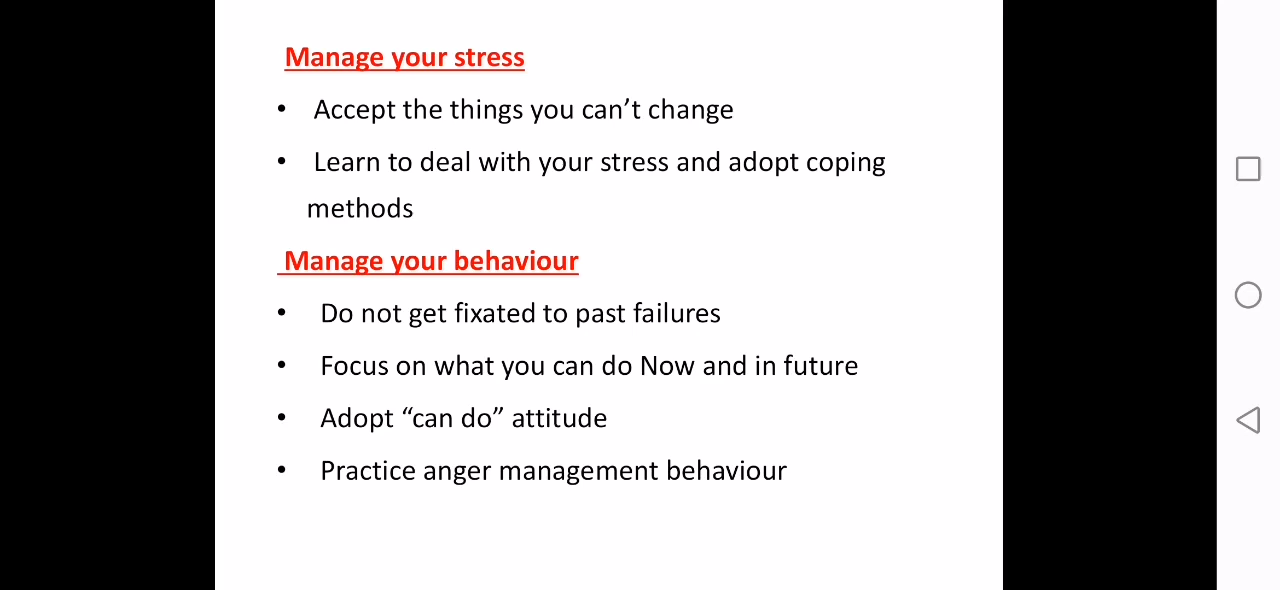 Manage your stress
• Accept the things you can’t change
• Learn to deal with your stress and adopt coping
methods
Manage your behaviour
• Do not get fixated to past failures
• Focus on what you can do Now and in future
• Adopt “can do” attitude
• Practice anger management behaviour